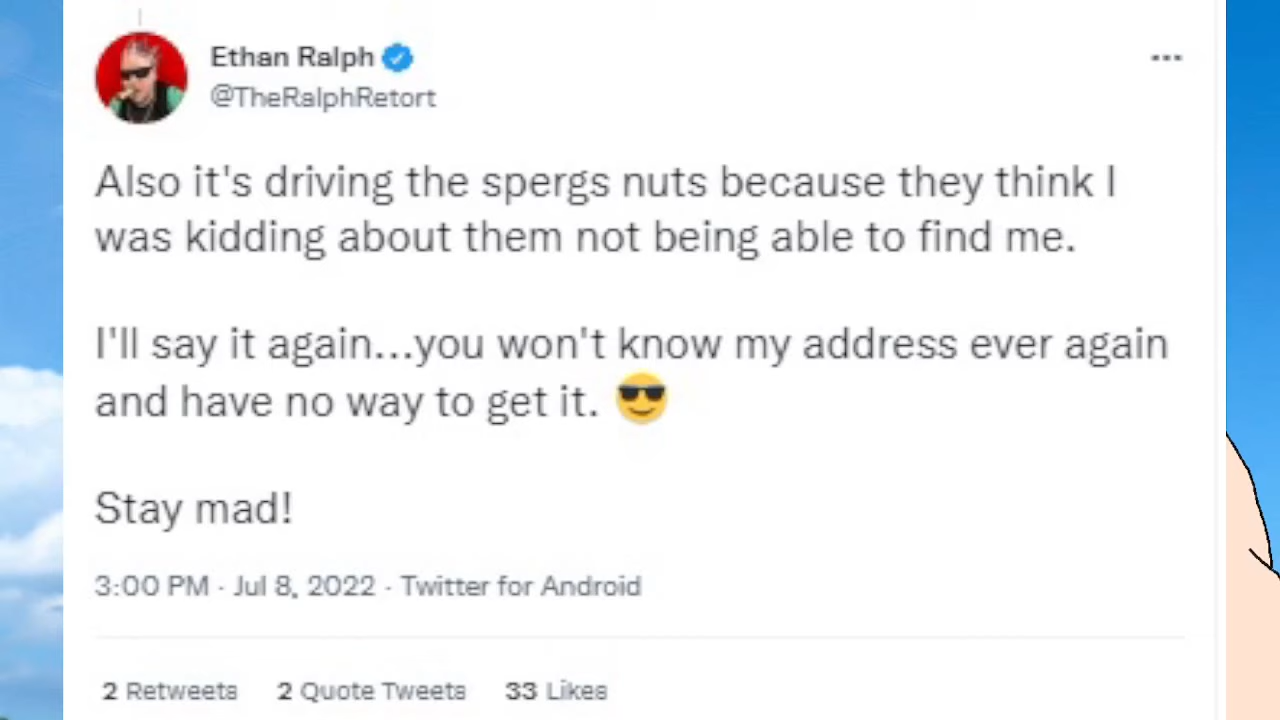 Ethan Ralph
@TheRalphRetort
Also it's driving the spergs nuts because they think I
was kidding about them not being able to find me.
I'll say it again...you won't know my address ever again
and have no way to get it. 😎
Stay mad!
3:00 PM · Jul 8, 2022 · Twitter for Android
2 Retweets 2 Quote Tweets 33 Likes